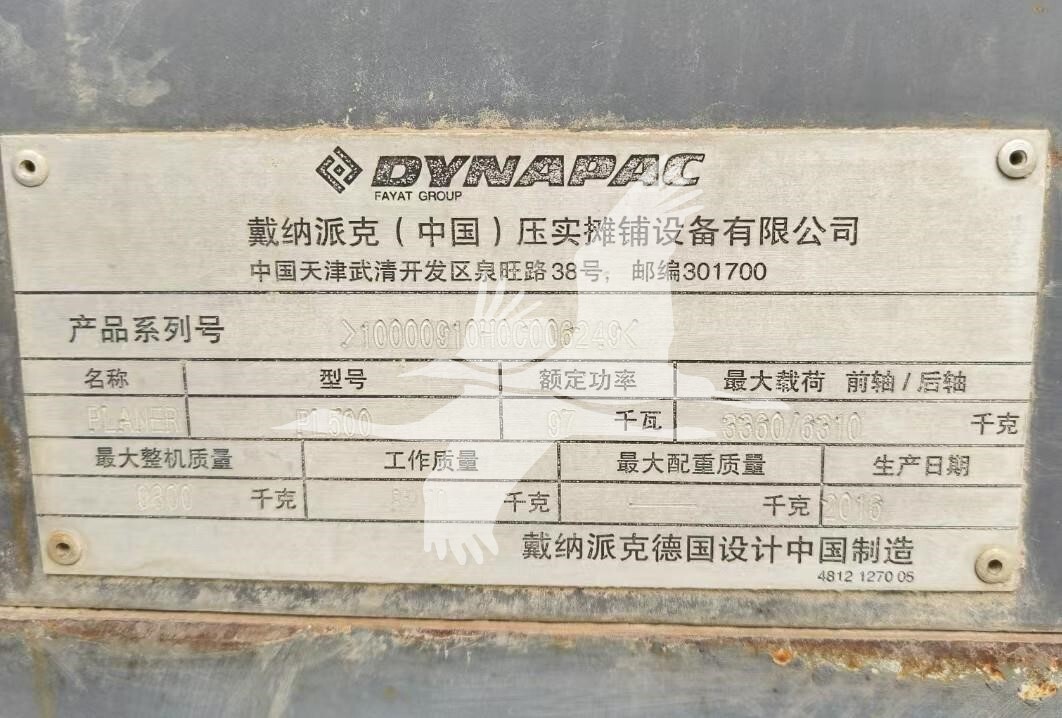 DYNAPAC
FAYAT GROUP
戴纳派克（中国）压实摊铺设备有限公司
中国天津武清开发区泉旺路38号，邮编301700
产品系列号 >10000910H0C006249<
名称 型号 额定功率 最大载荷 前轴/后轴
PLANER PL500 97 千瓦 3360/6310 千克
最大整机质量 工作质量 最大配重质量 生产日期
千克 千克 —— 千克 2016
戴纳派克德国设计中国制造
4812 1270 05